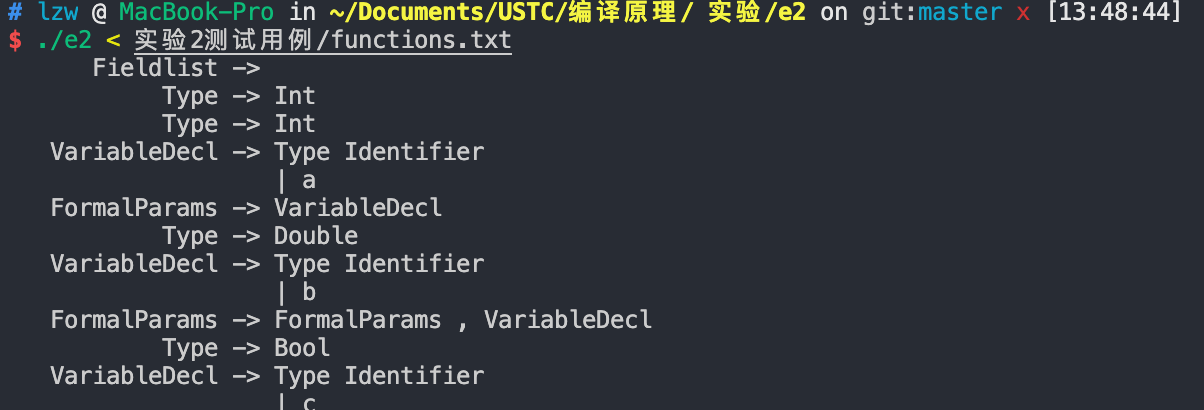 # lzw @ MacBook-Pro in ~/Documents/USTC/编译原理/ 实验/e2 on git:master x [13:48:44]
$ ./e2 < 实验2测试用例/functions.txt
Fieldlist ->
Type -> Int
Type -> Int
VariableDecl -> Type Identifier
| a
FormalParams -> VariableDecl
Type -> Double
VariableDecl -> Type Identifier
| b
FormalParams -> FormalParams , VariableDecl
Type -> Bool
VariableDecl -> Type Identifier
| c